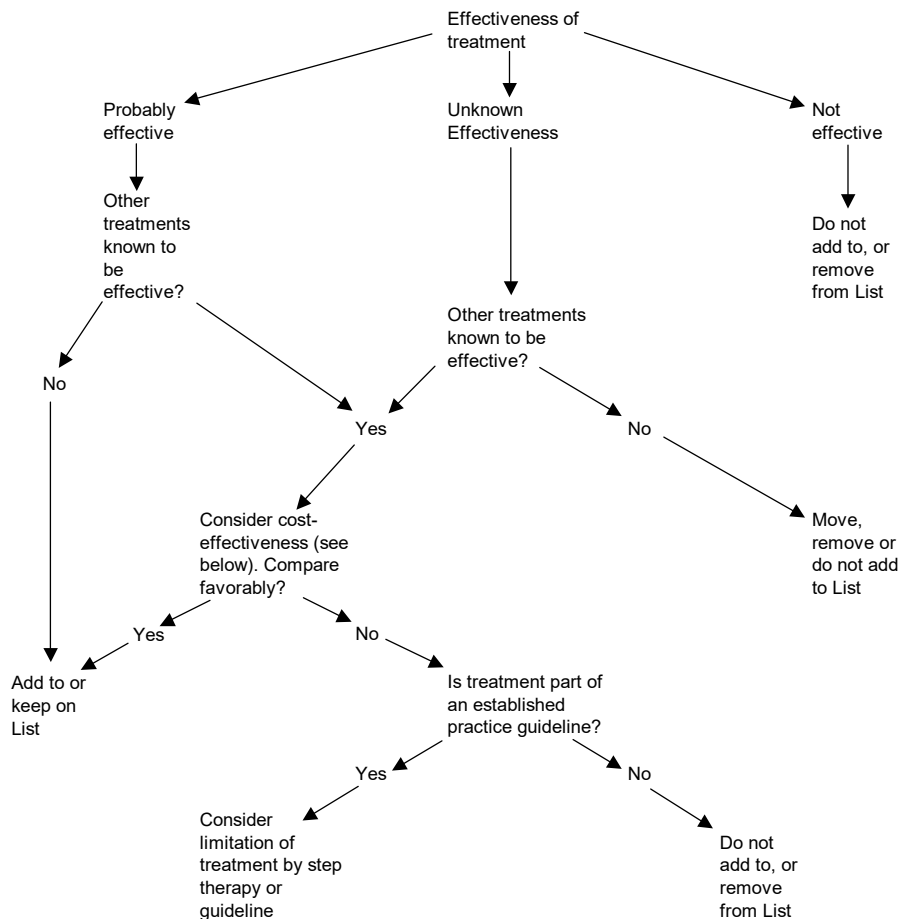 Effectiveness of
treatment
Probably
effective
Unknown
Effectiveness
Not
effective
Other
treatments
known to
be
effective?
Do not
add to, or
remove
from List
Other treatments
known to be
effective?
No
Yes
No
Consider cost-
effectiveness (see
below). Compare
favorably?
Move,
remove or
do not add
to List
Yes
No
Add to or
keep on
List
Is treatment part of
an established
practice guideline?
Yes
No
Consider
limitation of
treatment by step
therapy or
guideline
Do not
add to, or
remove
from List